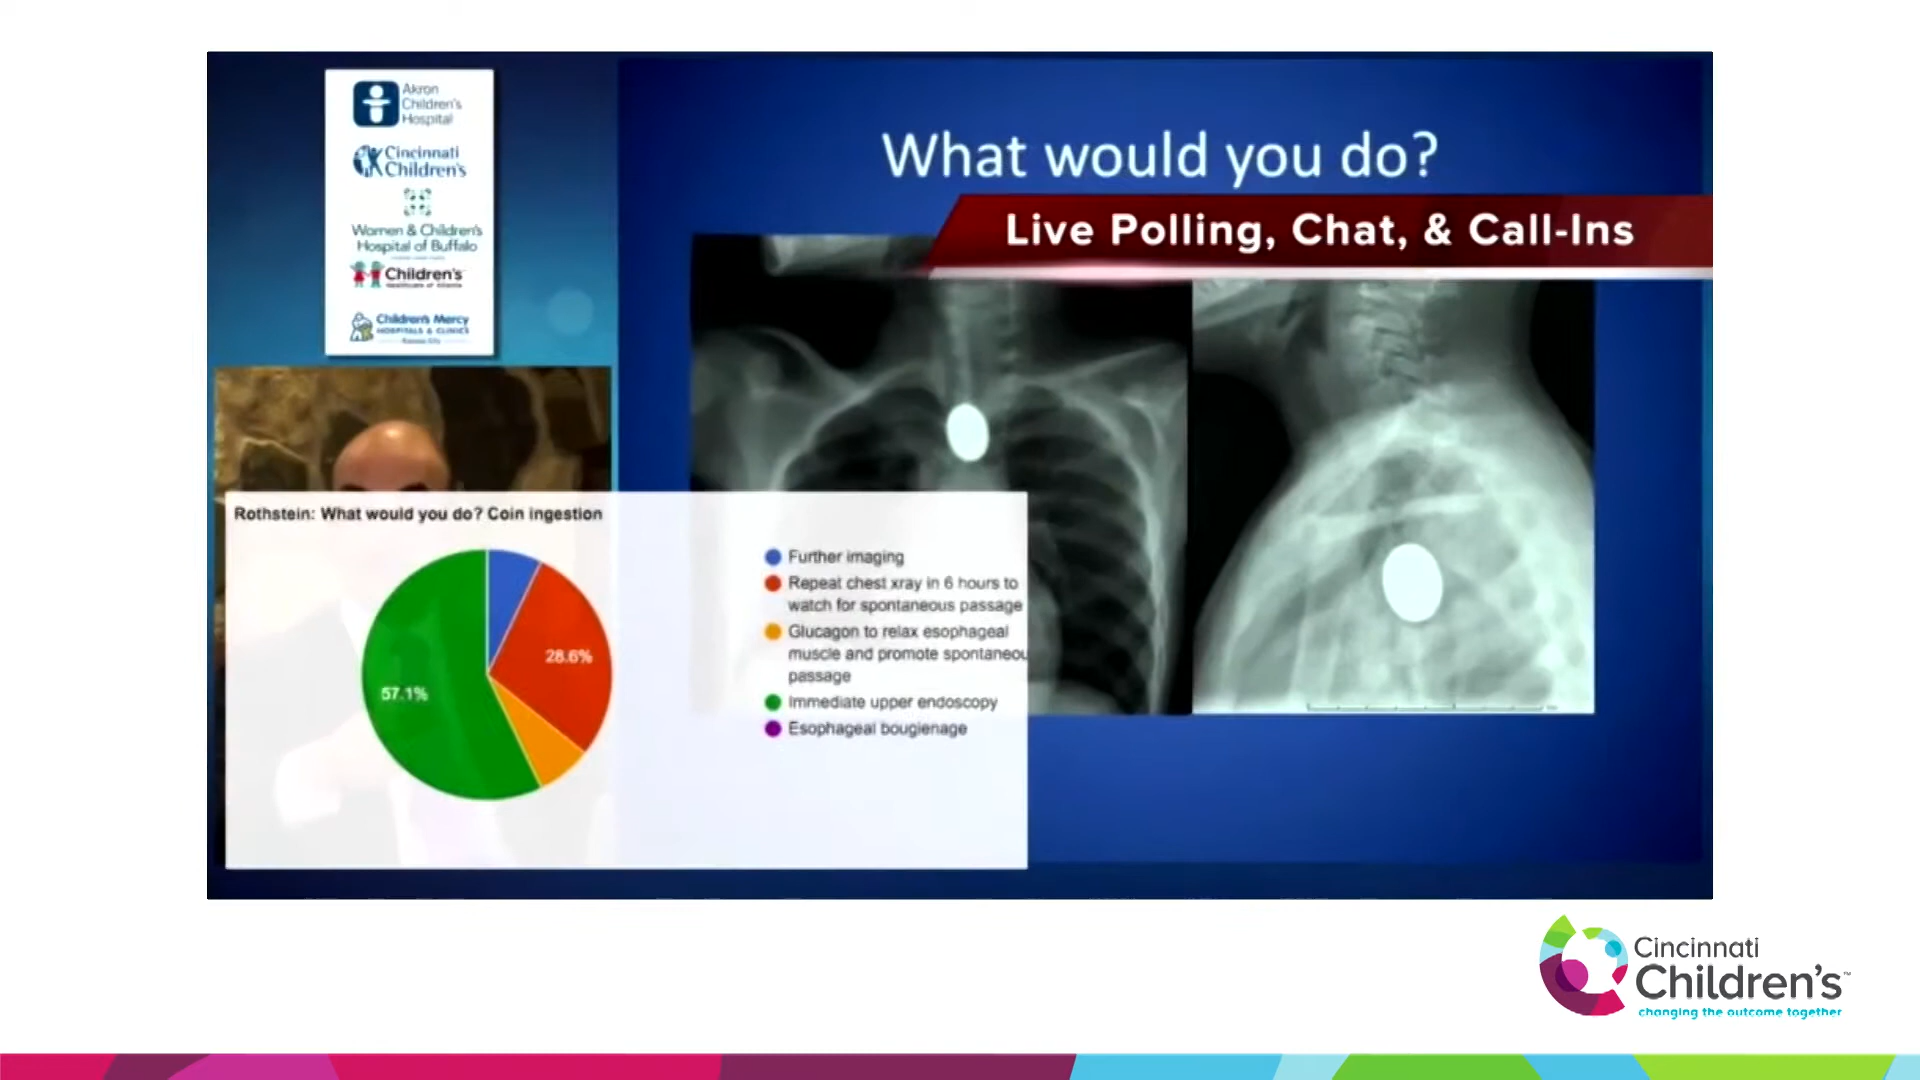 Akron
Children's
Hospital
Cincinnati
Children's
Women & Children's
Hospital of Buffalo
Children's
Children's Mercy
HOSPITALS & CLINICS
What would you do?
Live Polling, Chat, & Call-Ins
Rothstein: What would you do? Coin ingestion
57.1%
28.6%
Further imaging
Repeat chest xray in 6 hours to
watch for spontaneous passage
Glucagon to relax esophageal
muscle and promote spontaneou
passage
Immediate upper endoscopy
Esophageal bougienage
Cincinnati
Children's™
changing the outcome together